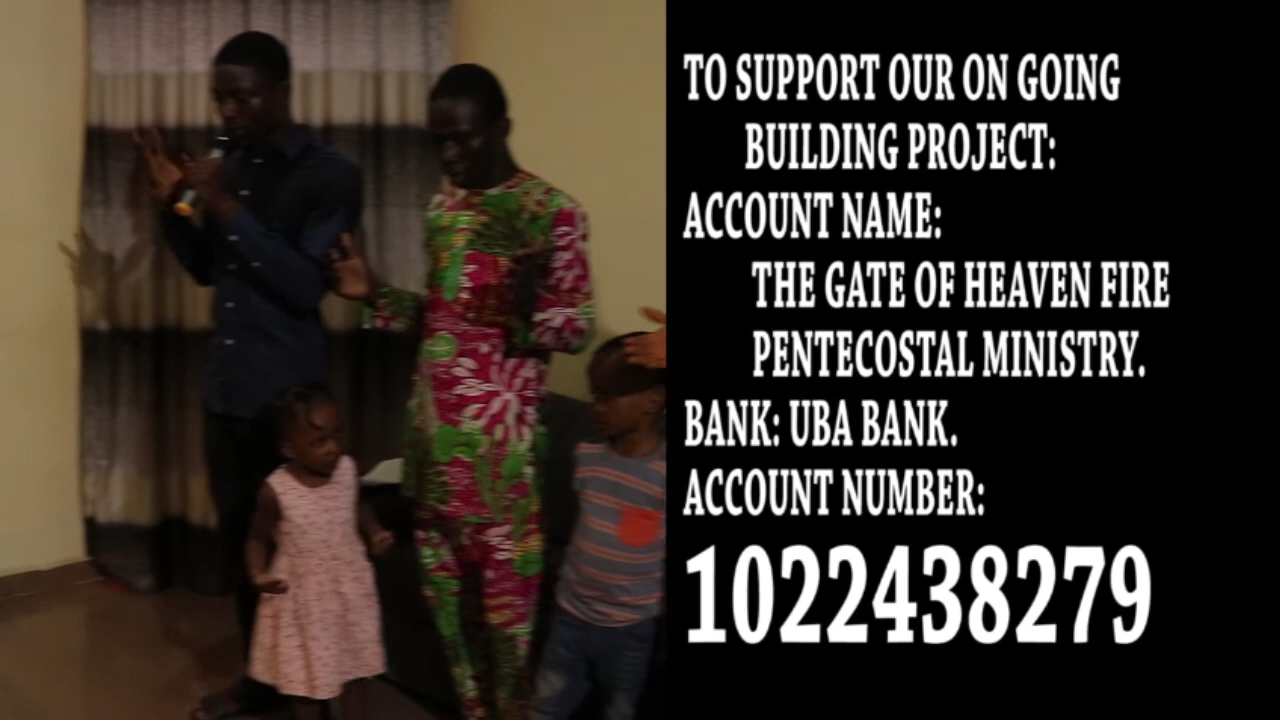 TO SUPPORT OUR ON GOING
BUILDING PROJECT:
ACCOUNT NAME:
THE GATE OF HEAVEN FIRE
PENTECOSTAL MINISTRY.
BANK: UBA BANK.
ACCOUNT NUMBER:
1022438279